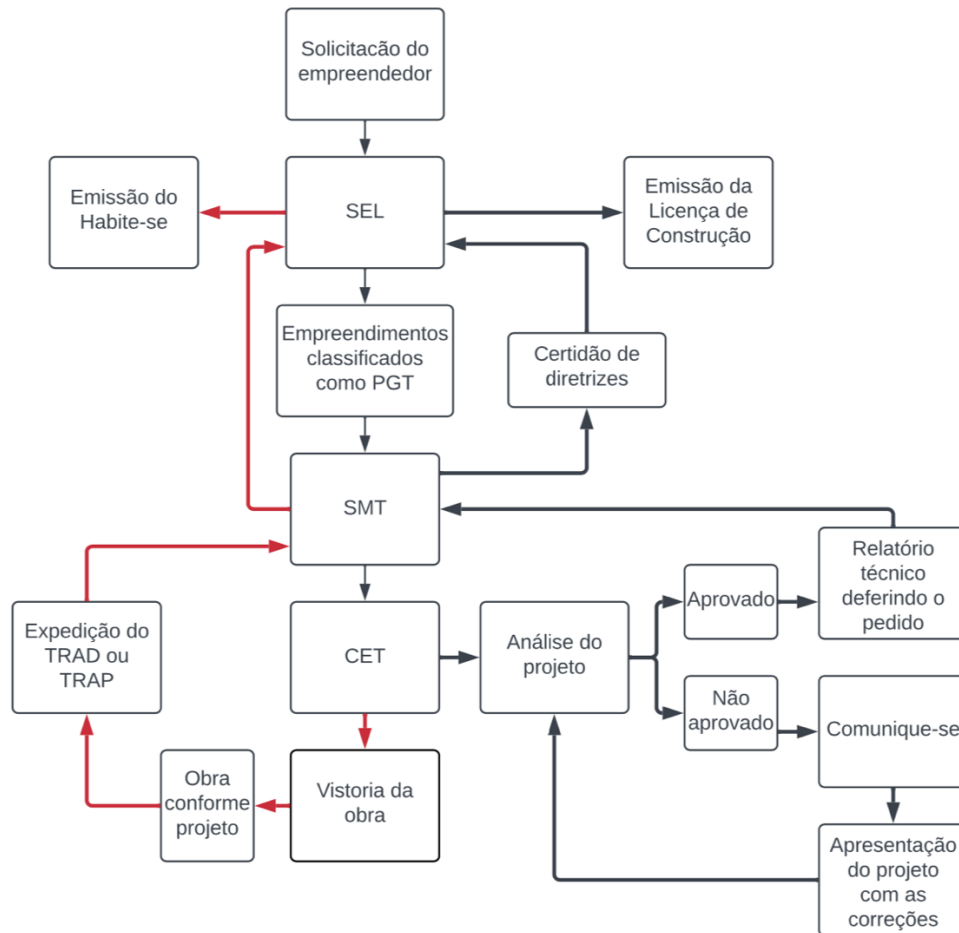 Solicitacão do
empreendedor
Emissão do
Habite-se
SEL
Emissão da
Licença de
Construção
Empreendimentos
classificados
como PGT
Certidão de
diretrizes
SMT
Expedição do
TRAD ou
TRAP
CET
Análise do
projeto
Aprovado
Relatório
técnico
deferindo o
pedido
Não
aprovado
Comunique-se
Obra
conforme
projeto
Vistoria da
obra
Apresentação
do projeto
com as
correções